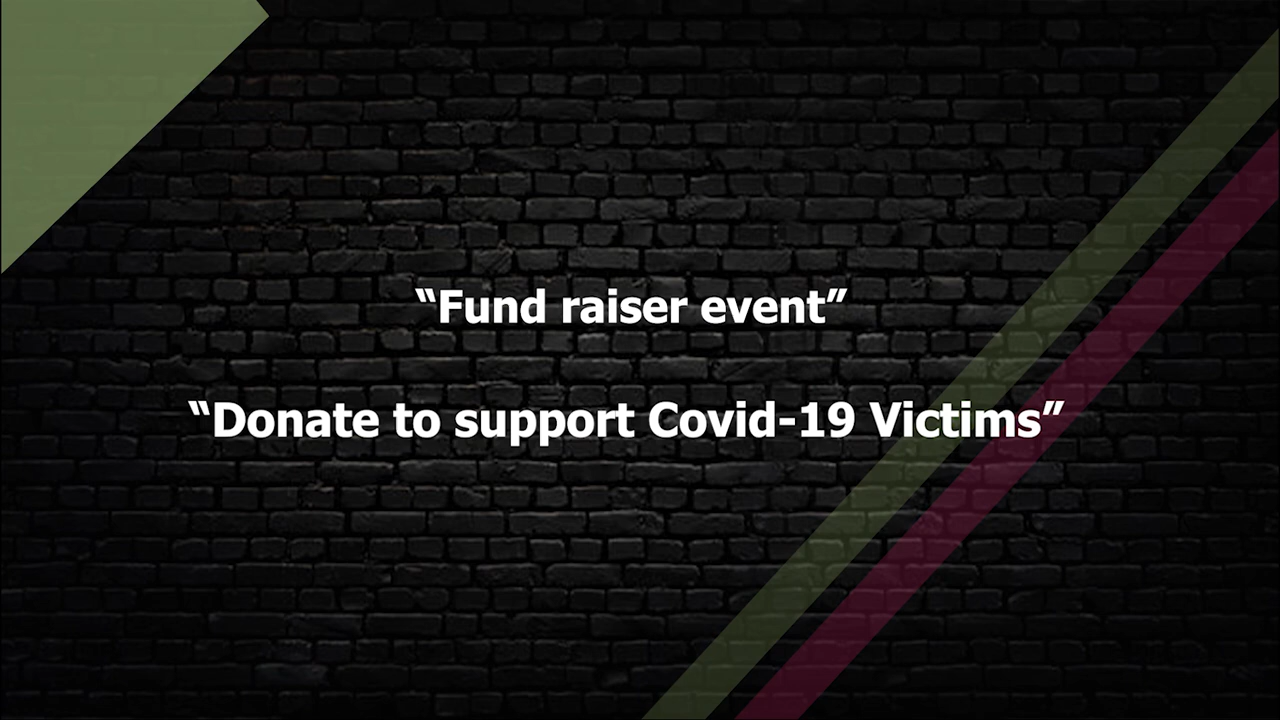 “Fund raiser event”
“Donate to support Covid-19 Victims”